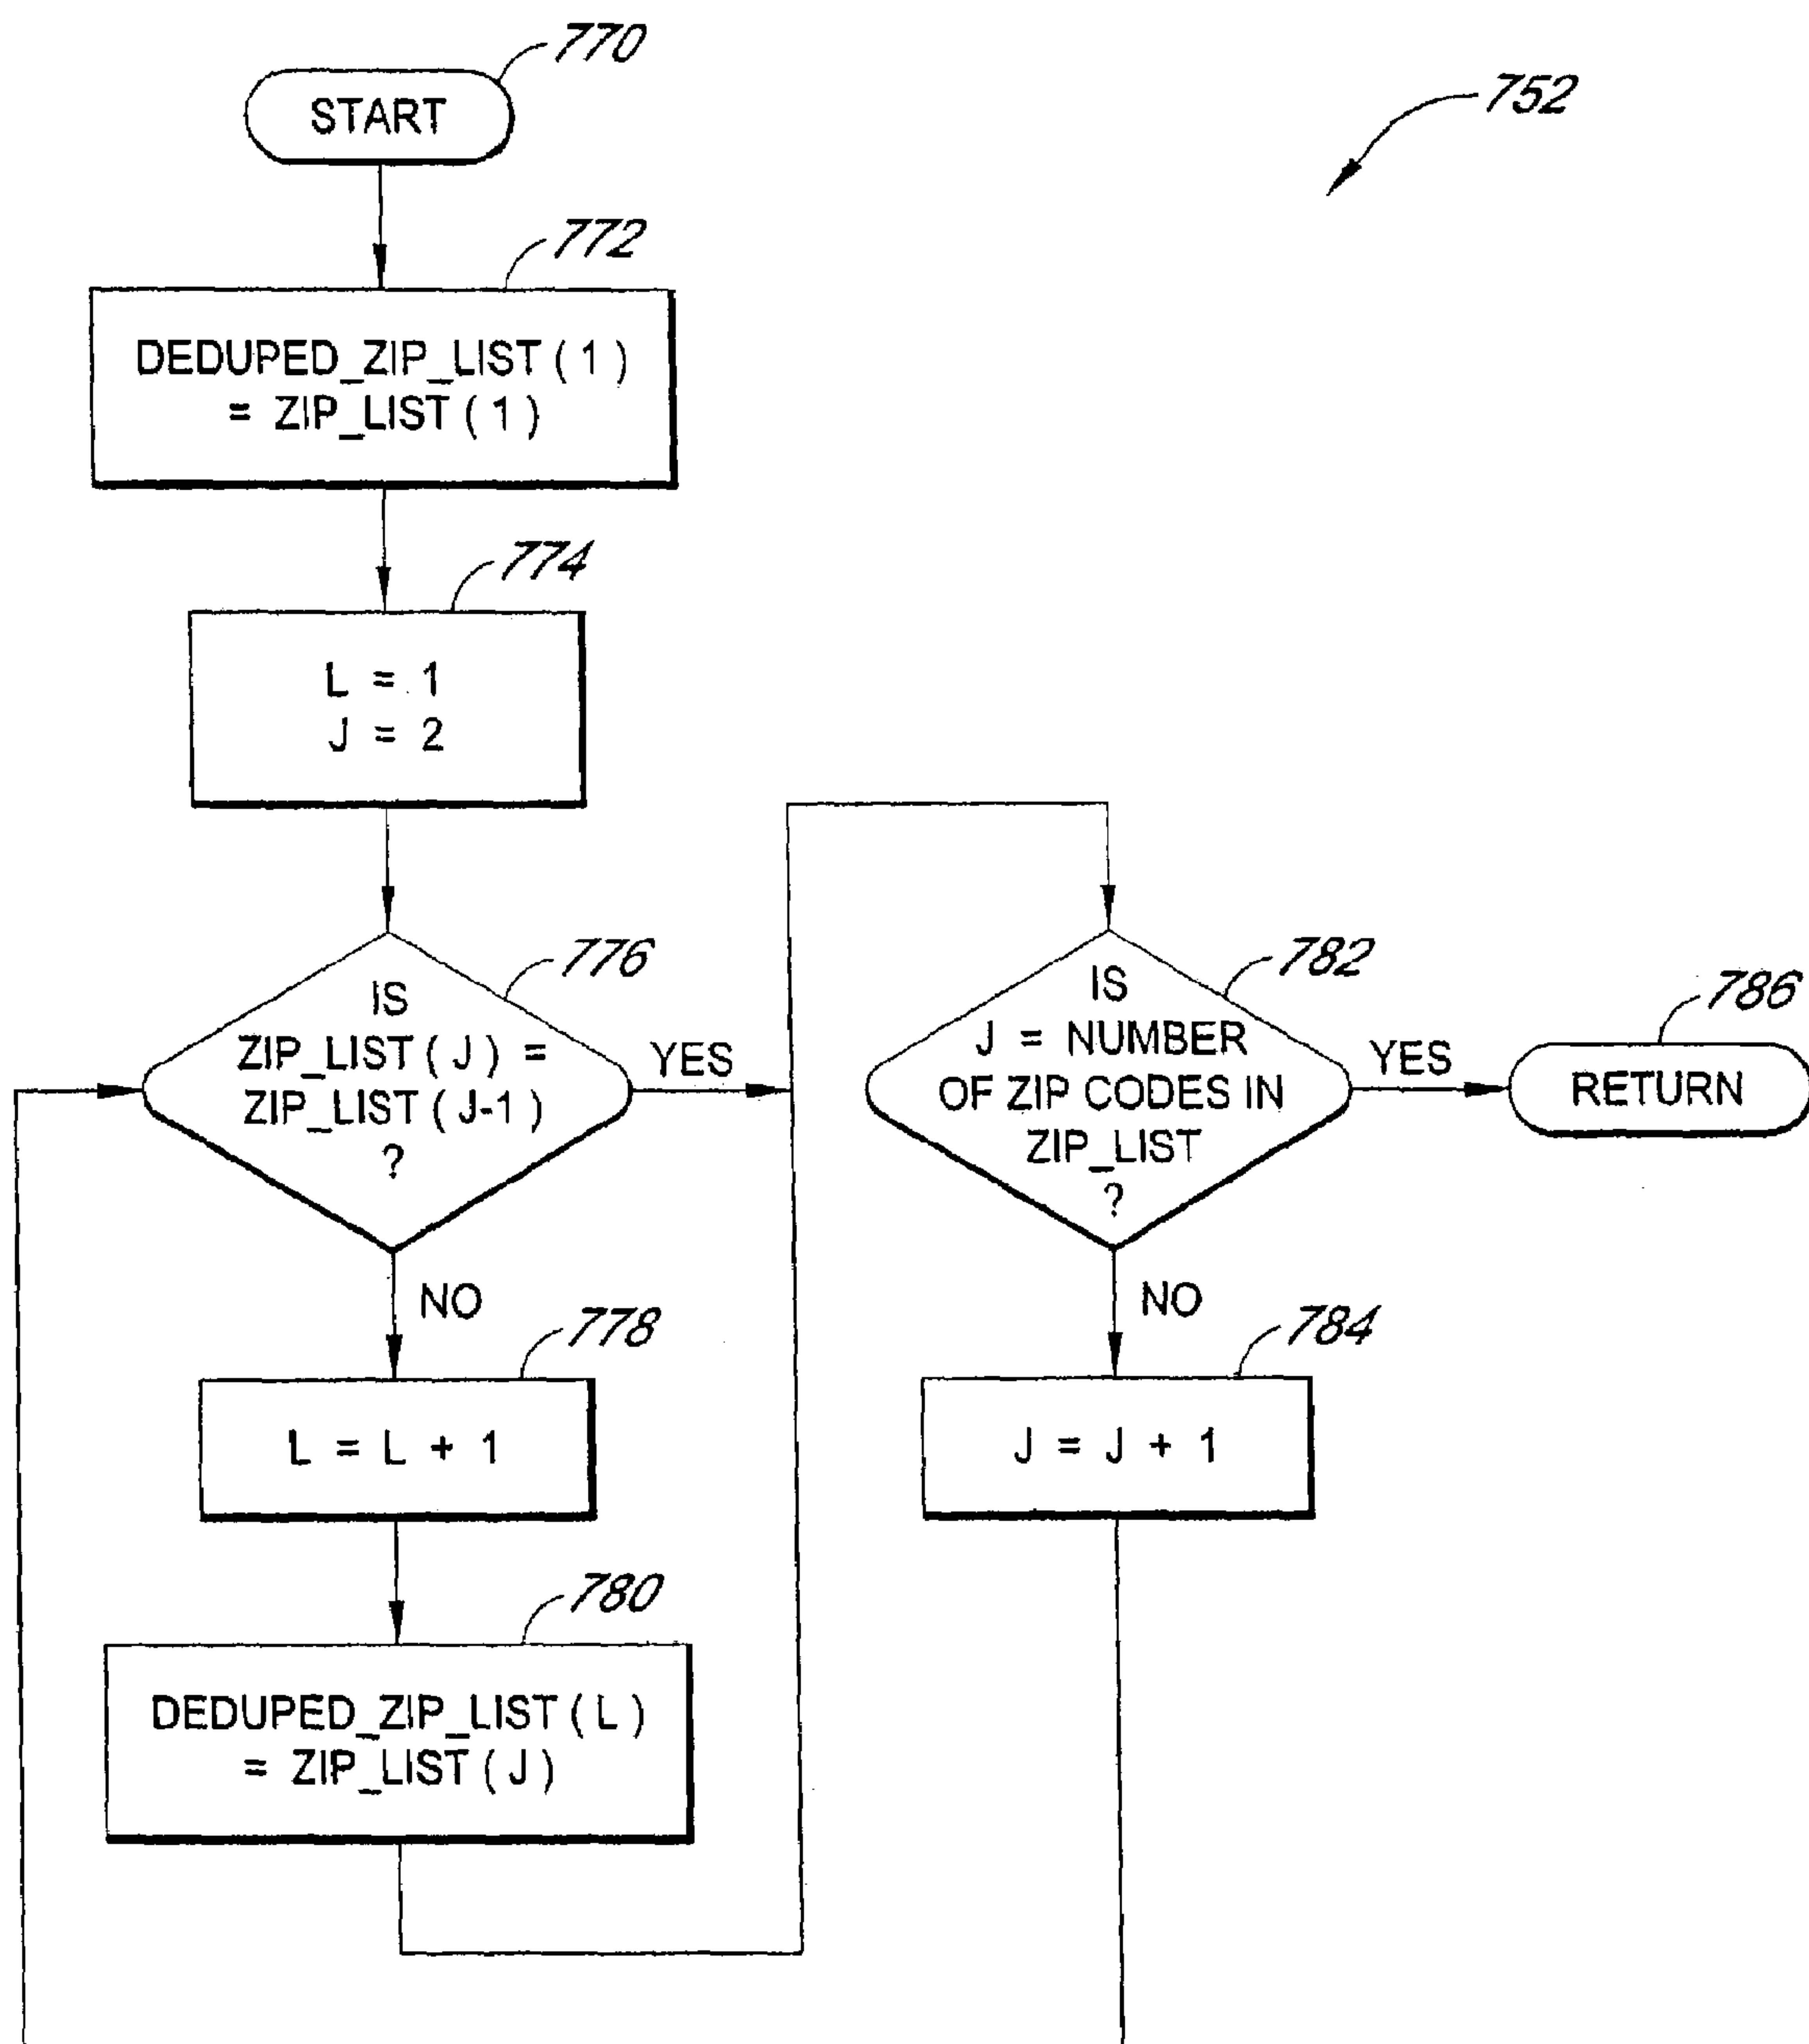 770
START
752
772
DEDUPED_ZIP_LIST ( 1 )
= ZIP_LIST ( 1 )
774
L = 1
J = 2
776
IS
ZIP_LIST ( J ) =
ZIP_LIST ( J-1 )
?
YES
NO
778
L = L + 1
780
DEDUPED_ZIP_LIST ( L )
= ZIP_LIST ( J )
782
IS
J = NUMBER
OF ZIP CODES IN
ZIP_LIST
?
YES
786
RETURN
NO
784
J = J + 1